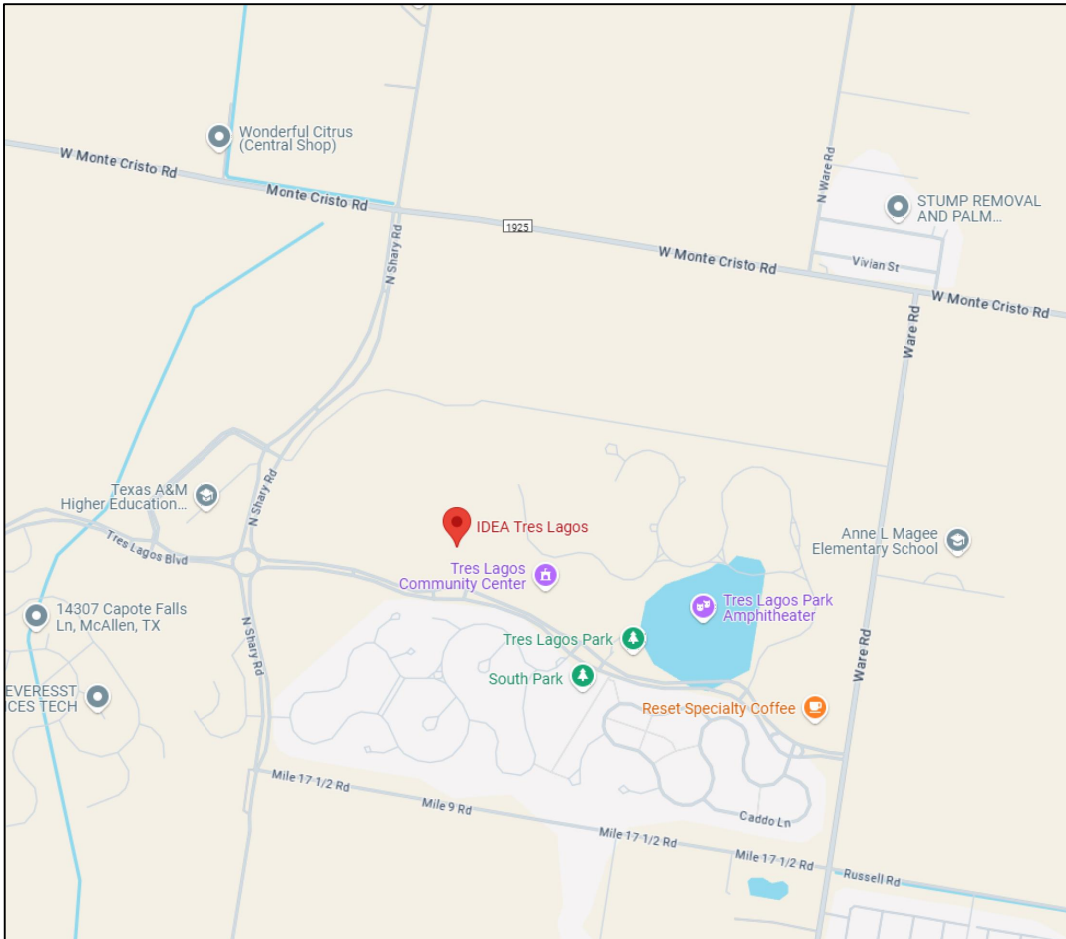 Wonderful Citrus
(Central Shop)
W Monte Cristo Rd
Monte Cristo Rd
N Shary Rd
1925
W Monte Cristo Rd
N Ware Rd
STUMP REMOVAL
AND PALM...
Vivian St
W Monte Cristo Rd
Ware Rd
Texas A&M
Higher Education...
N Shary Rd
Tres Lagos Blvd
IDEA Tres Lagos
Tres Lagos
Community Center
Anne L Magee
Elementary School
14307 Capote Falls
Ln, McAllen, TX
N Shary Rd
Tres Lagos Park
Amphitheater
Tres Lagos Park
South Park
Ware Rd
EVERESST
ICES TECH
Reset Specialty Coffee
Mile 17 1/2 Rd
Mile 9 Rd
Caddo Ln
Mile 17 1/2 Rd
Mile 17 1/2 Rd
Russell Rd